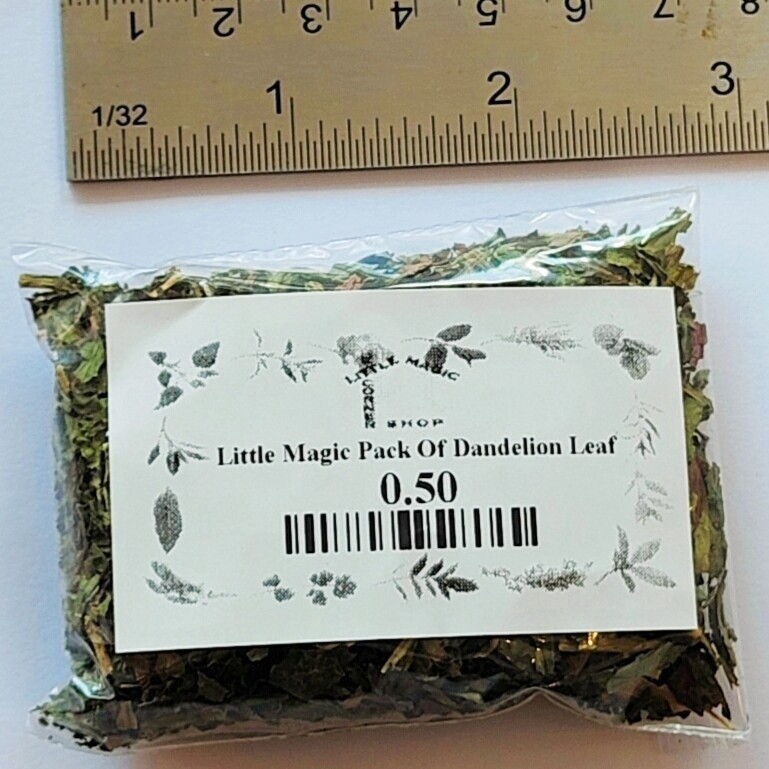 1 2 3 4 5 6 7 8
1 2 3
1/32
LITTLE MAGIC
CORNER
SHOP
Little Magic Pack Of Dandelion Leaf
0.50